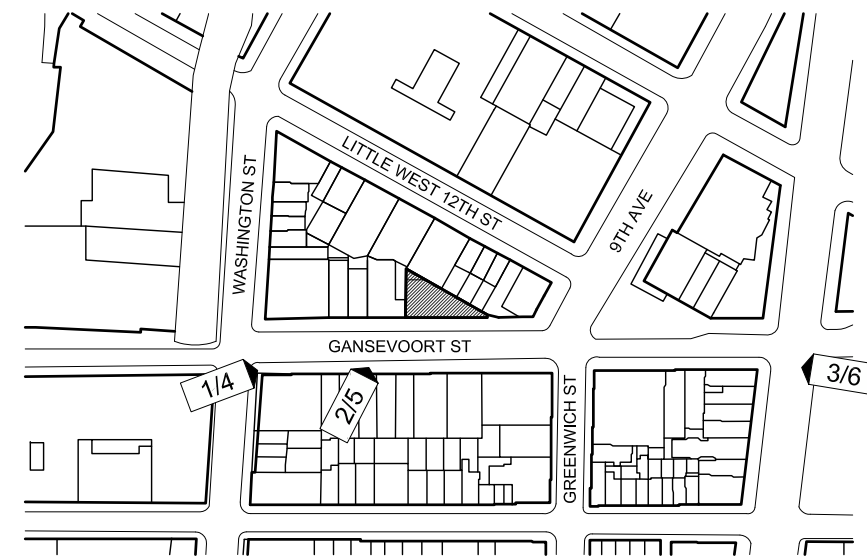 LITTLE WEST 12TH ST
WASHINGTON ST
9TH AVE
GANSEVOORT ST
1/4
2/5
3/6
GREENWICH ST